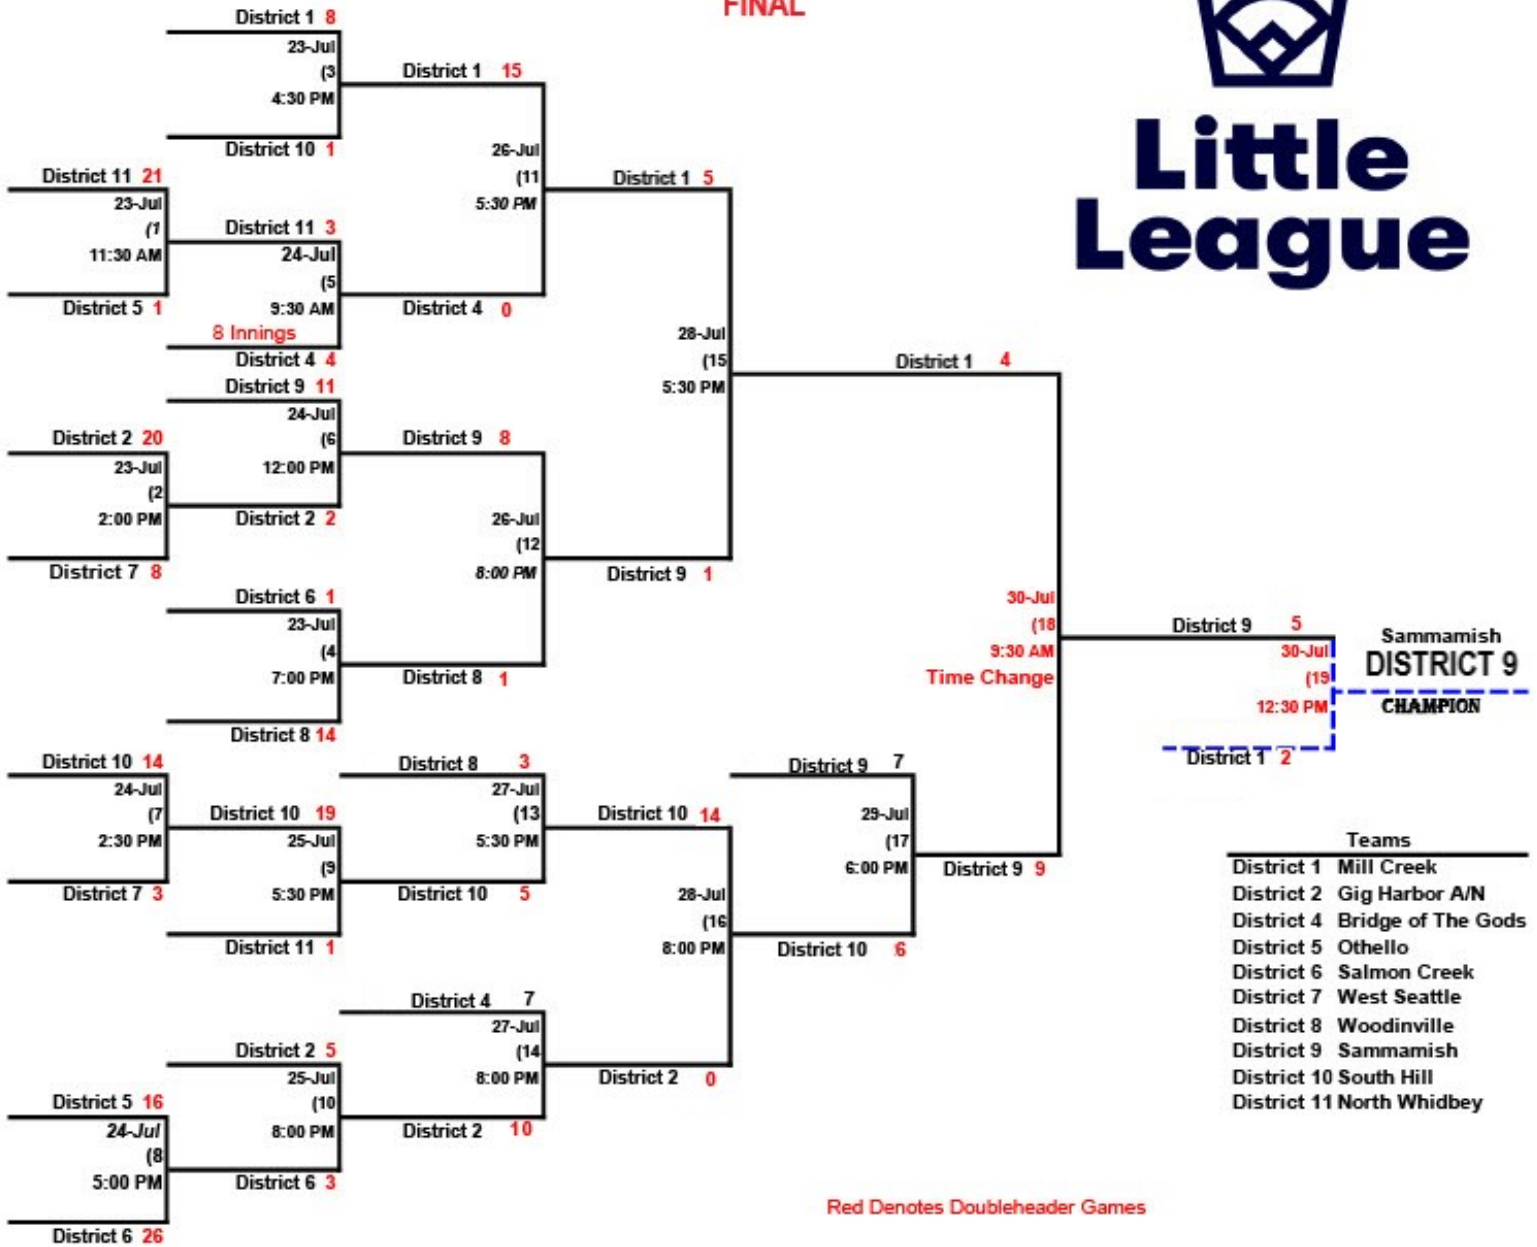 FINAL
Little
League
District 1 8
23-Jul
(3
4:30 PM
District 10 1
District 1 15
26-Jul
(11
5:30 PM
District 11 21
23-Jul
(1
11:30 AM
District 5 1
District 11 3
24-Jul
(5
9:30 AM
8 Innings
District 4 4
District 4 0
District 1 5
28-Jul
(15
5:30 PM
District 9 11
24-Jul
(6
12:00 PM
District 2 20
23-Jul
(2
2:00 PM
District 7 8
District 2 2
District 9 8
26-Jul
(12
8:00 PM
District 9 1
District 6 1
23-Jul
(4
7:00 PM
District 8 14
District 8 1
District 1 4
30-Jul
(18
9:30 AM
Time Change
District 9 5
30-Jul
(19
12:30 PM
District 1 2
Sammamish
DISTRICT 9
CHAMPION
District 10 14
24-Jul
(7
2:30 PM
District 7 3
District 10 19
25-Jul
(9
5:30 PM
District 11 1
District 8 3
27-Jul
(13
5:30 PM
District 10 5
District 10 14
28-Jul
(16
8:00 PM
District 9 7
29-Jul
(17
6:00 PM
District 10 6
District 9 9
District 4 7
27-Jul
(14
8:00 PM
District 2 10
District 2 0
District 2 5
25-Jul
(10
8:00 PM
District 6 3
District 5 16
24-Jul
(8
5:00 PM
District 6 26
Teams
District 1 Mill Creek
District 2 Gig Harbor A/N
District 4 Bridge of The Gods
District 5 Othello
District 6 Salmon Creek
District 7 West Seattle
District 8 Woodinville
District 9 Sammamish
District 10 South Hill
District 11 North Whidbey
Red Denotes Doubleheader Games